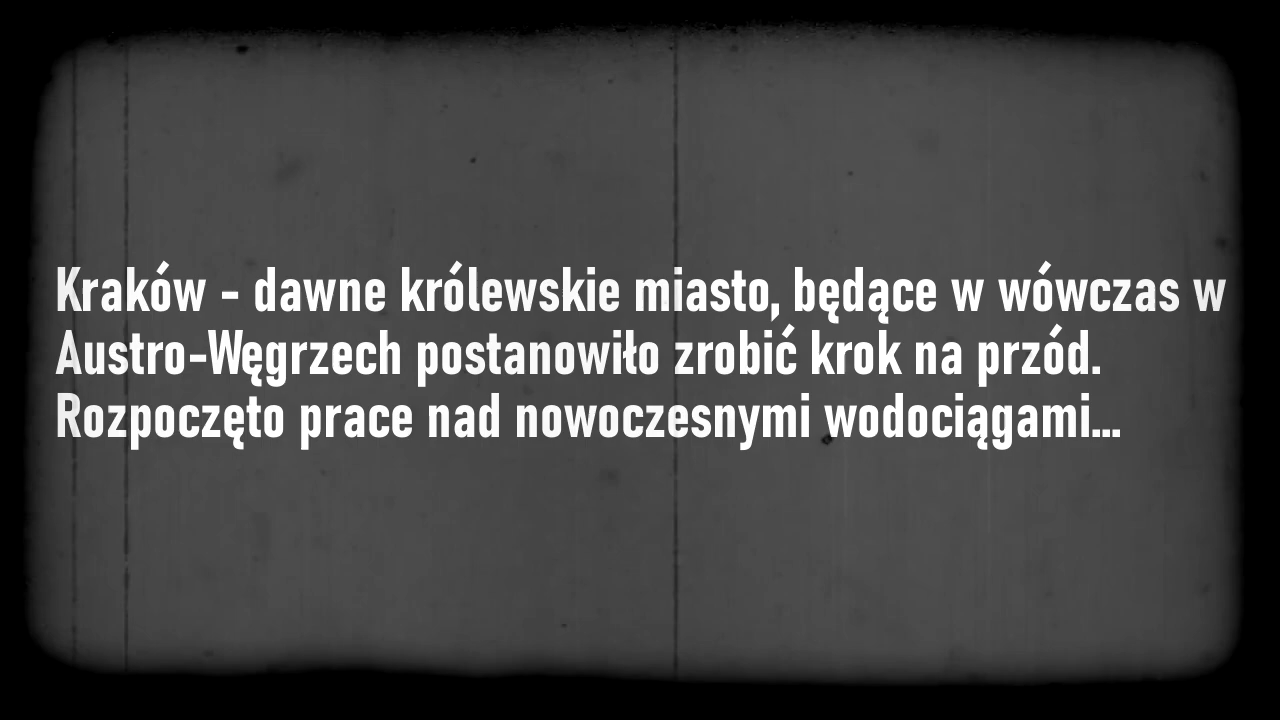 Kraków - dawne królewskie miasto, będące w wówczas w
Austro-Węgrzech postanowiło zrobić krok na przód.
Rozpoczęto prace nad nowoczesnymi wodociągami...